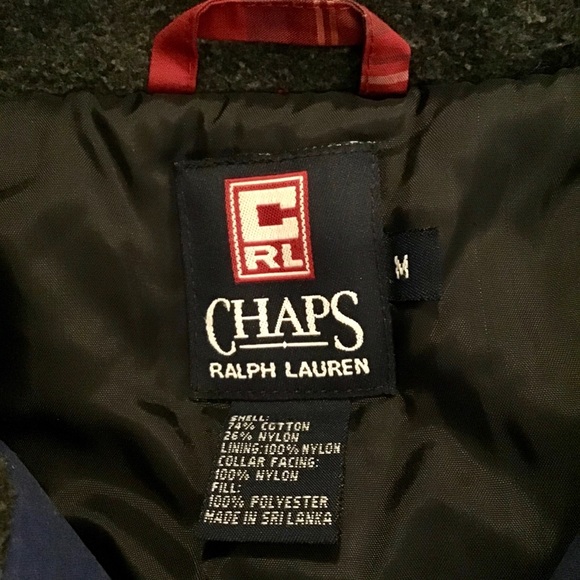 C
RL
CHAPS
RALPH LAUREN
M
SHELL:
74% COTTON
26% NYLON
LINING:100% NYLON
COLLAR FACING:
100% NYLON
FILL:
100% POLYESTER
MADE IN SRI LANKA